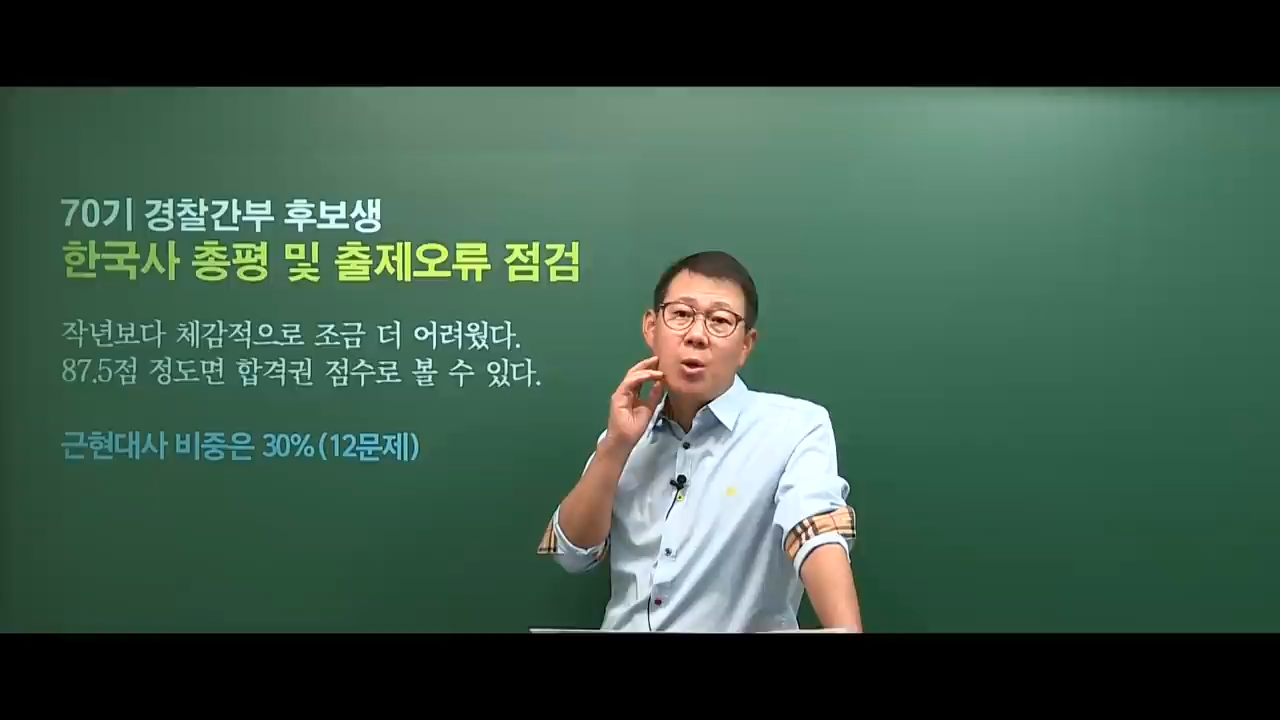 70기 경찰간부 후보생
한국사 총평 및 출제오류 점검
작년보다 체감적으로 조금 더 어려웠다.
87.5점 정도면 합격권 점수로 볼 수 있다.
근현대사 비중은 30%(12문제)